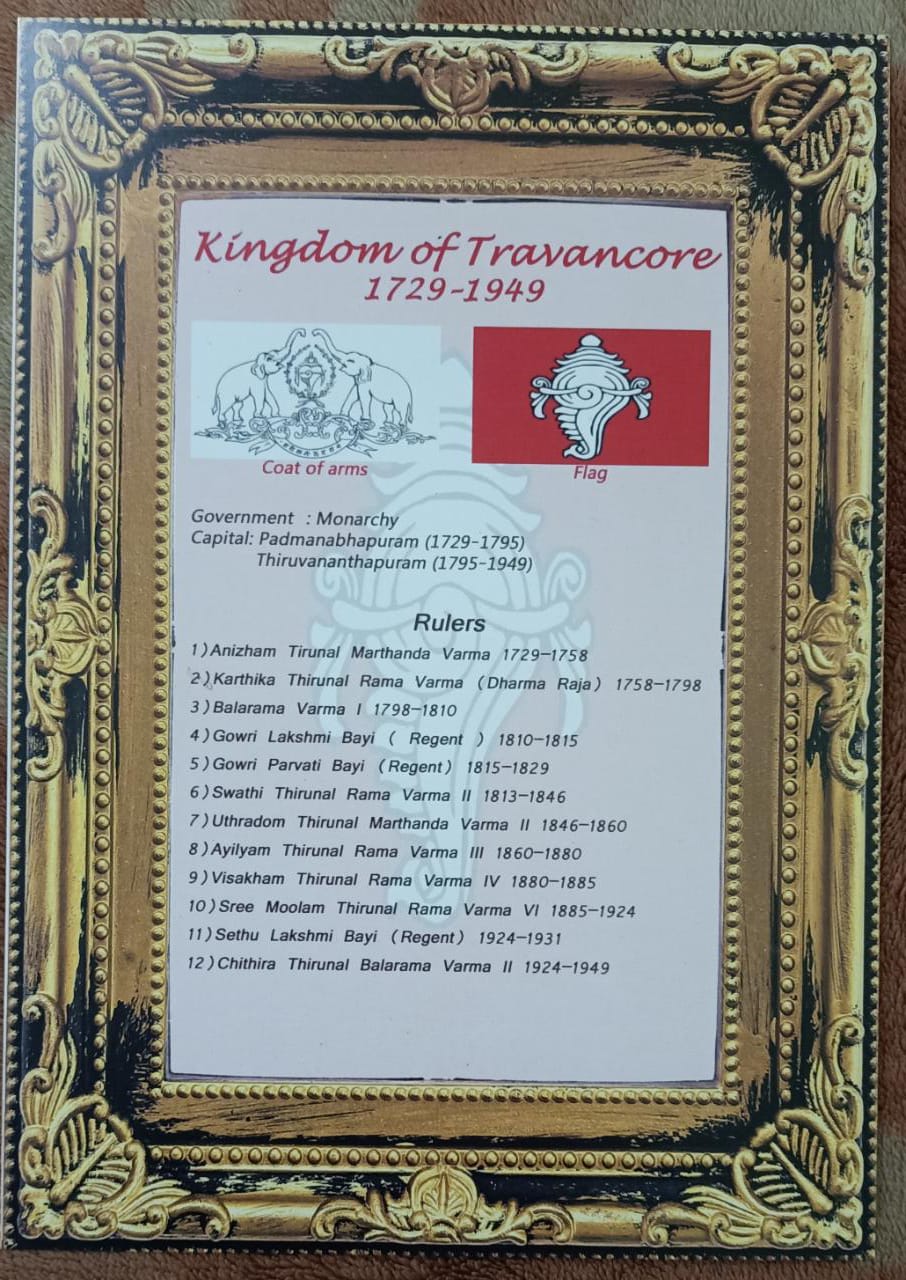 Kingdom of Travancore
1729-1949
Coat of arms
Flag
Government : Monarchy
Capital: Padmanabhapuram (1729-1795)
Thiruvananthapuram (1795-1949)
Rulers
1)Anizham Tirunal Marthanda Varma 1729-1758
2)Karthika Thirunal Rama Varma (Dharma Raja) 1758-1798
3)Balarama Varma I 1798-1810
4)Gowri Lakshmi Bayi ( Regent ) 1810-1815
5)Gowri Parvati Bayi (Regent) 1815-1829
6)Swathi Thirunal Rama Varma II 1813-1846
7)Uthradom Thirunal Marthanda Varma II 1846-1860
8)Ayilyam Thirunal Rama Varma III 1860-1880
9)Visakham Thirunal Rama Varma IV 1880-1885
10)Sree Moolam Thirunal Rama Varma VI 1885-1924
11)Sethu Lakshmi Bayi (Regent) 1924-1931
12)Chithira Thirunal Balarama Varma II 1924-1949